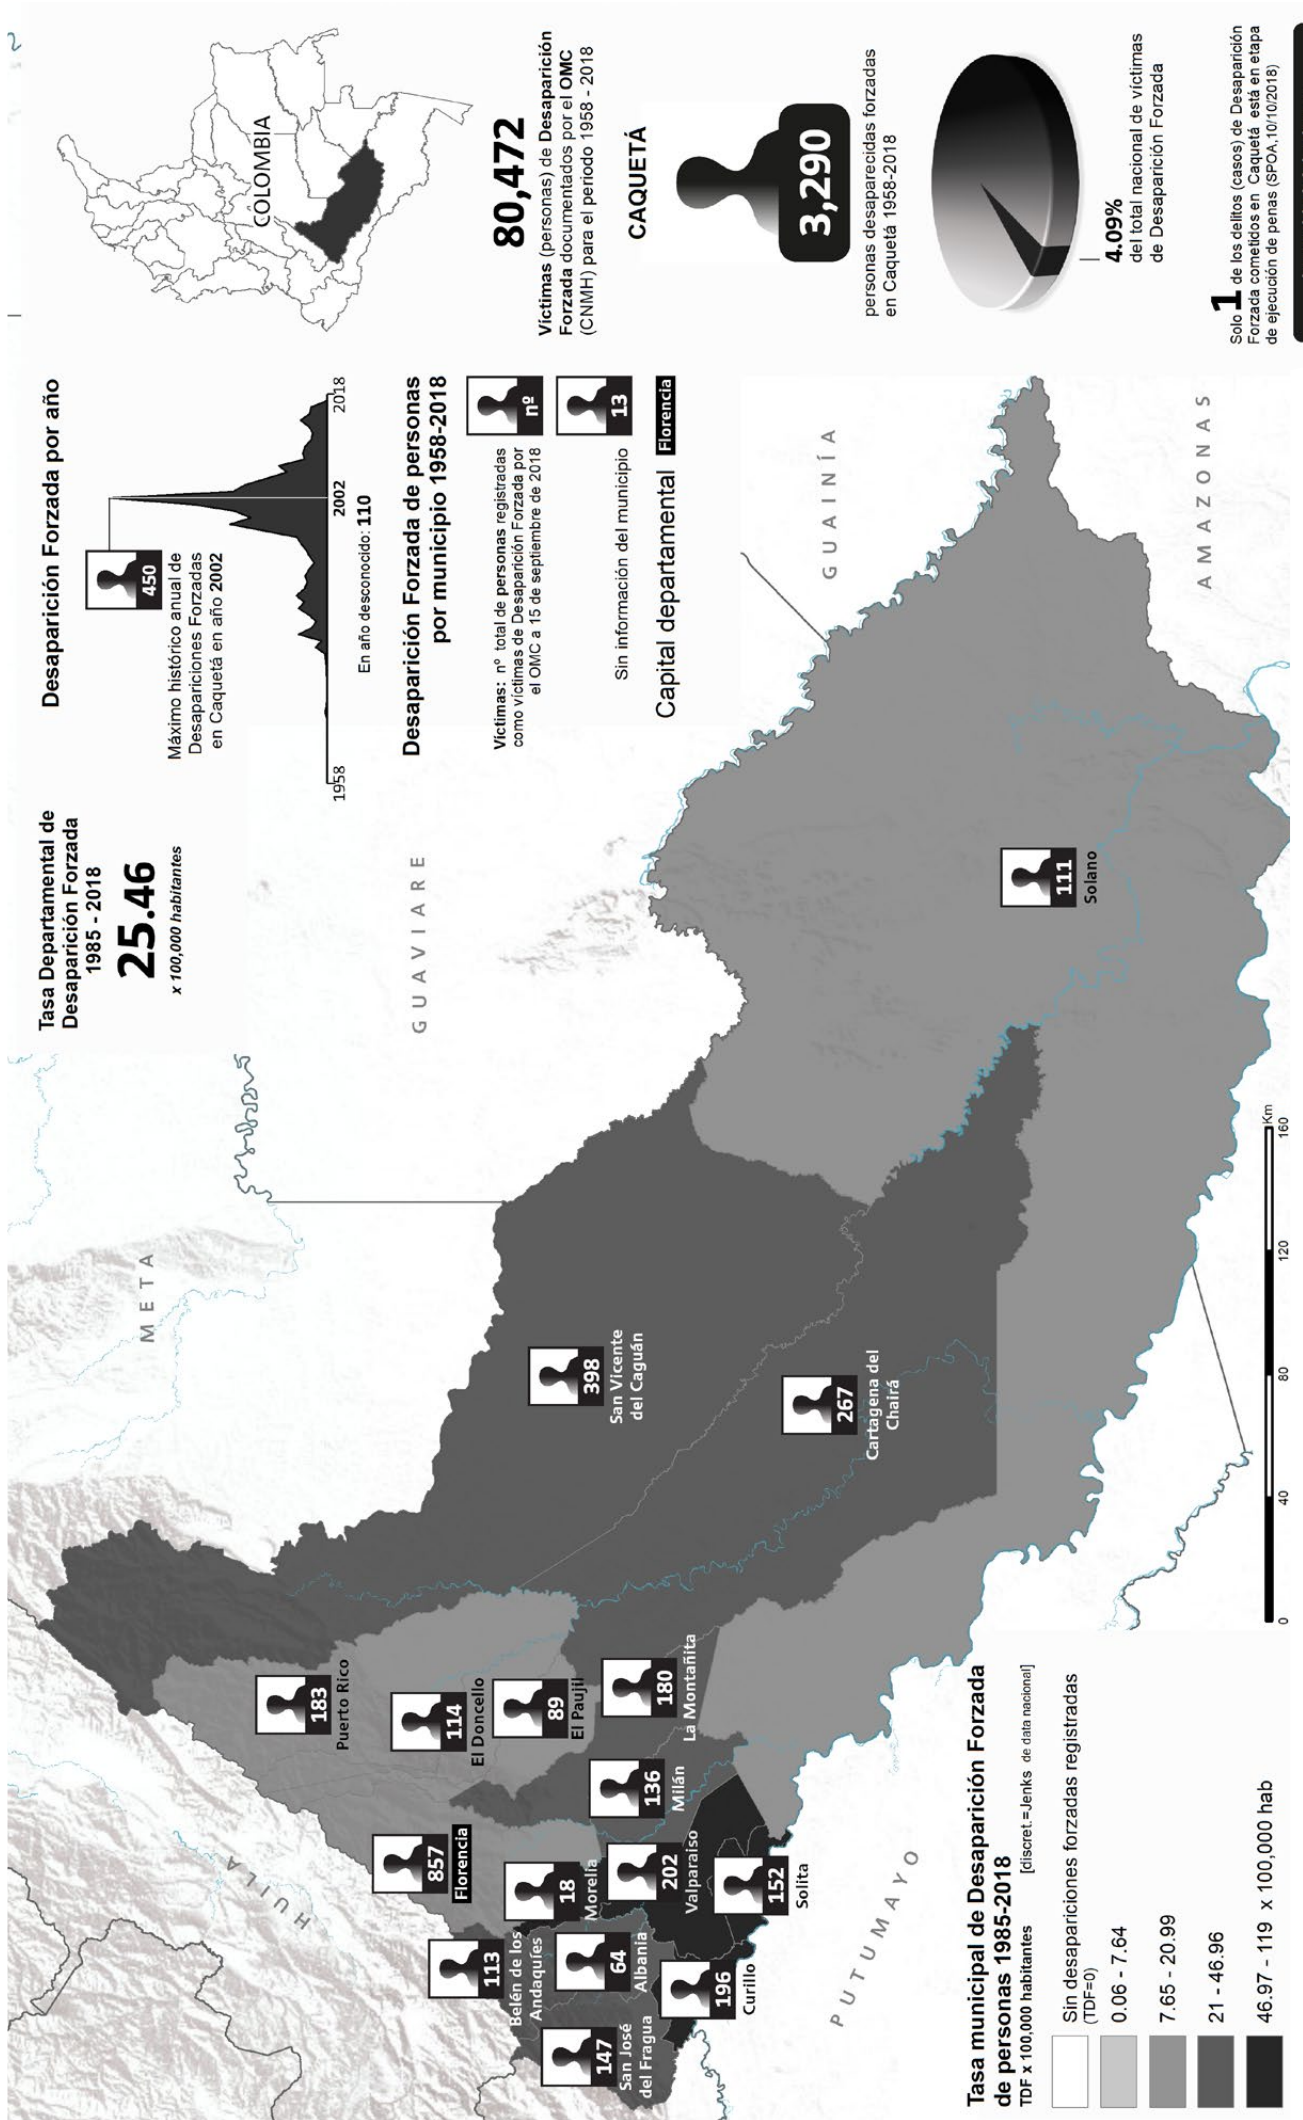 Tasa Departamental de
Desaparición Forzada
1985 - 2018
25.46
x 100,000 habitantes
Desaparición Forzada por año
450
Máximo histórico anual de
Desapariciones Forzadas
en Caquetá en año 2002
1958
2002
2018
En año desconocido: 110
Desaparición Forzada de personas
por municipio 1958-2018
Víctimas: nº total de personas registradas
como víctimas de Desaparición Forzada por
el OMC a 15 de septiembre de 2018
nº
Sin información del municipio
13
Capital departamental
Florencia
COLOMBIA
80,472
Víctimas (personas) de Desaparición
Forzada documentados por el OMC
(CNMH) para el periodo 1958 - 2018
CAQUETÁ
3,290
personas desaparecidas forzadas
en Caquetá 1958-2018
4.09%
del total nacional de víctimas
de Desaparición Forzada
Solo 1 de los delitos (casos) de Desaparición
Forzada cometidos en Caquetá está en etapa
de ejecución de penas (SPOA,10/10/2018)
META
GUAVIARE
GUAINÍA
AMAZONAS
HUILA
PUTUMAYO
183
Puerto Rico
114
El Doncello
89
El Paujíl
180
La Montañita
136
Milán
857
Florencia
18
Morelia
202
Valparaiso
152
Solita
113
Belén de los
Andaquíes
64
Albania
196
Curillo
147
San José
del Fragua
398
San Vicente
del Caguán
267
Cartagena del
Chairá
111
Solano
Tasa municipal de Desaparición Forzada
de personas 1985-2018
TDF x 100,000 habitantes [discret.=Jenks de data nacional]
Sin desapariciones forzadas registradas
(TDF=0)
0.06 - 7.64
7.65 - 20.99
21 - 46.96
46.97 - 119 x 100,000 hab
0 40 80 120 160 Km